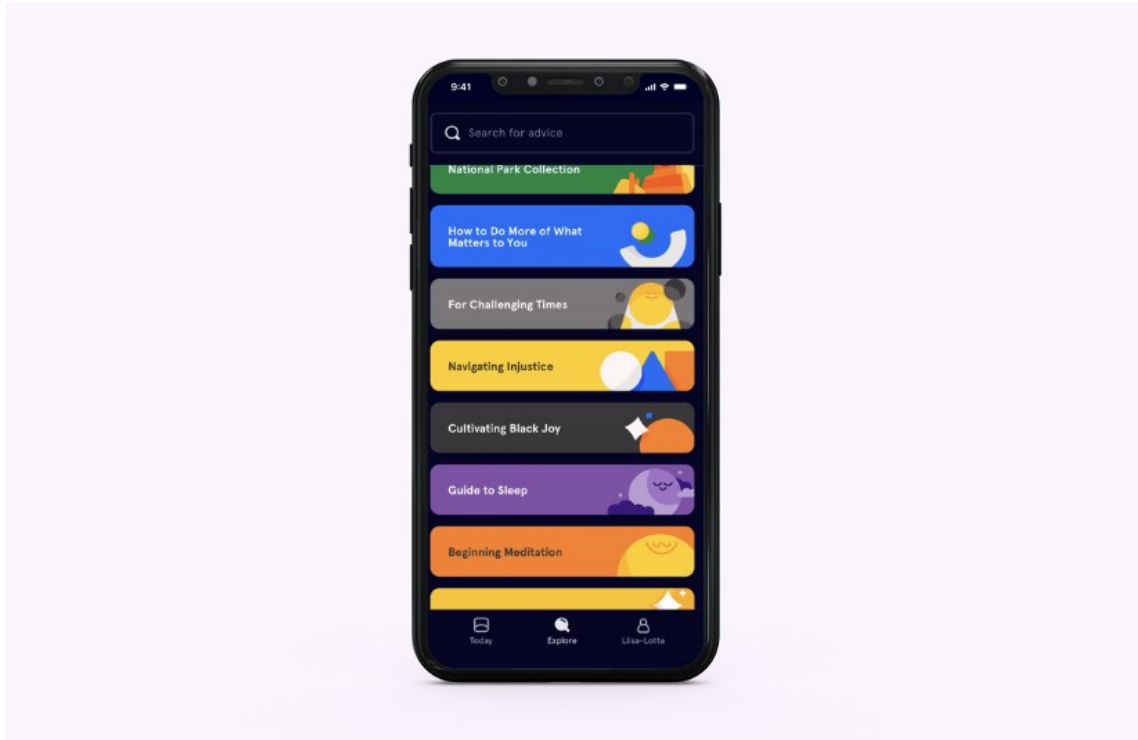 9:41
Search for advice
National Park Collection
How to Do More of What
Matters to You
For Challenging Times
Navigating Injustice
Cultivating Black Joy
Guide to Sleep
Beginning Meditation
Today
Explore
Liisa-Lotta